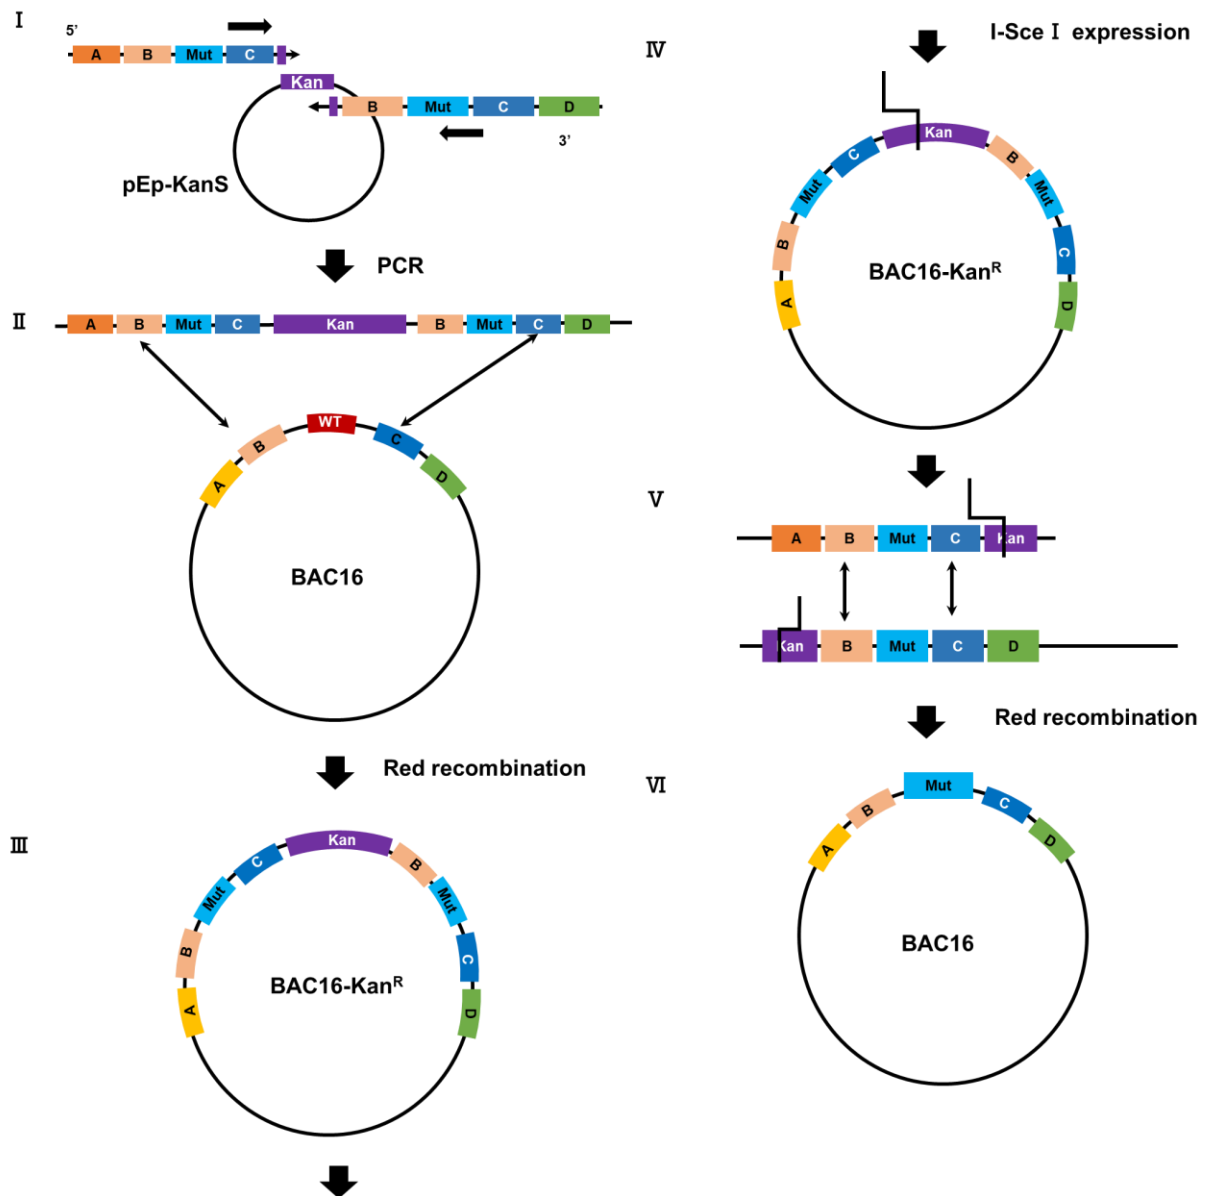 Ⅰ
5’
A B Mut C
Kan
B Mut C D
3’
pEp-KanS
PCR
Ⅱ
A B Mut C Kan B Mut C D
A B WT C D
BAC16
Red recombination
Ⅲ
A B Mut C Kan B Mut C D
BAC16-Kanᴿ
Ⅳ
I-Sce Ⅰ expression
A B Mut C Kan B Mut C D
BAC16-Kanᴿ
Ⅴ
A B Mut C Kan
Kan B Mut C D
Red recombination
Ⅵ
A B Mut C D
BAC16